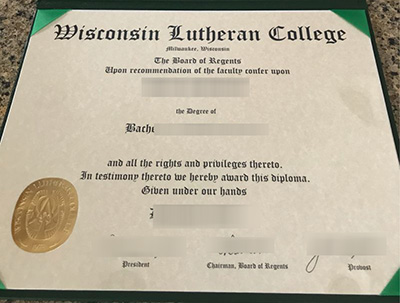 Wisconsin Lutheran College
Milwaukee, Wisconsin
The Board of Regents
Upon recommendation of the faculty confer upon
the Degree of
and all the rights and privileges thereto.
In testimony thereto we hereby award this diploma.
Given under our hands
President
Chairman, Board of Regents
Provost